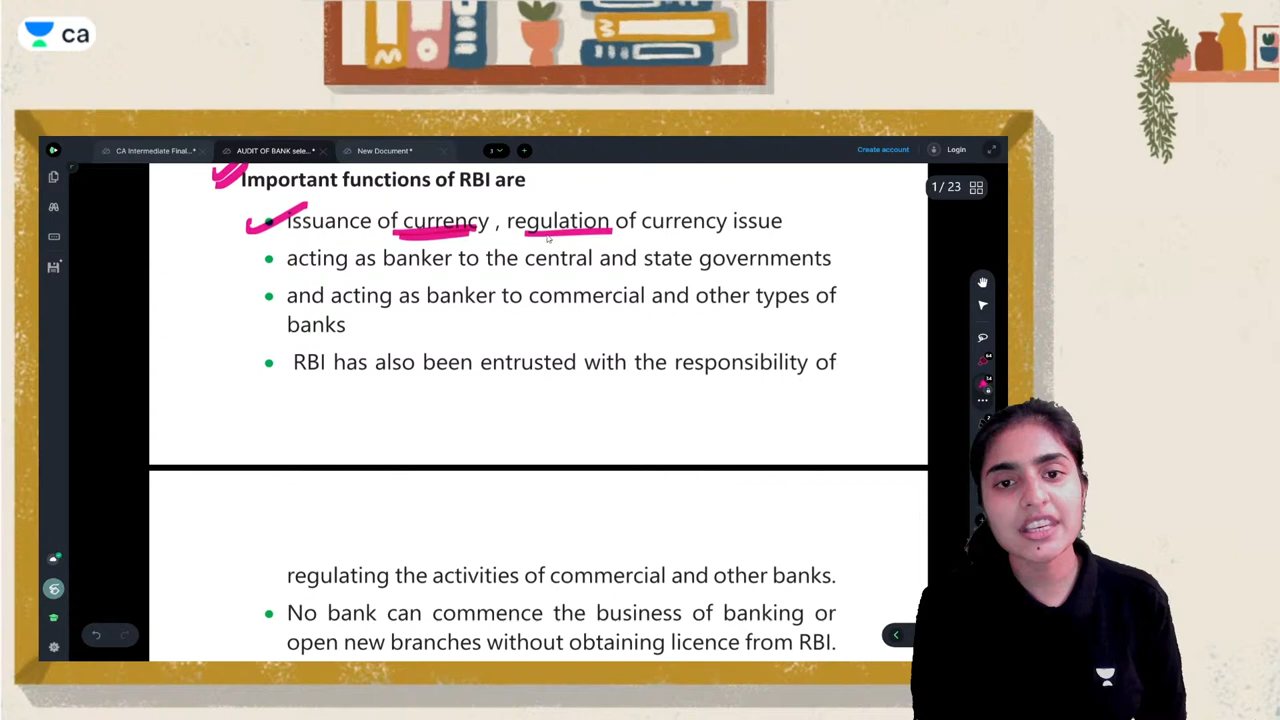 ca
CA Intermediate Final...*
AUDIT OF BANK sele...*
New Document*
3
Create account
Login
Important functions of RBI are
1 / 23
issuance of currency , regulation of currency issue
acting as banker to the central and state governments
and acting as banker to commercial and other types of
banks
RBI has also been entrusted with the responsibility of
64
14
regulating the activities of commercial and other banks.
No bank can commence the business of banking or
open new branches without obtaining licence from RBI.